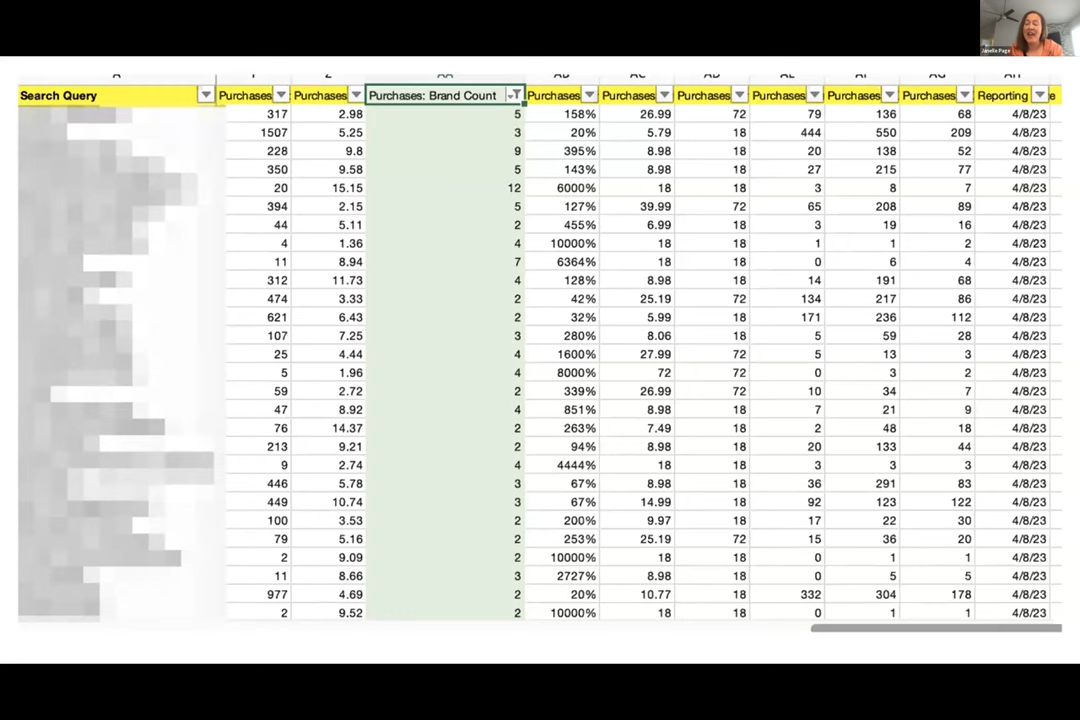 Janelle Page
AA
Search Query Purchases Purchases Purchases: Brand Count Purchases Purchases Purchases Purchases Purchases Purchases Reporting e
317 2.98 5 158% 26.99 72 79 136 68 4/8/23
1507 5.25 3 20% 5.79 18 444 550 209 4/8/23
228 9.8 9 395% 8.98 18 20 138 52 4/8/23
350 9.58 5 143% 8.98 18 27 215 77 4/8/23
20 15.15 12 6000% 18 18 3 8 7 4/8/23
394 2.15 5 127% 39.99 72 65 208 89 4/8/23
44 5.11 2 455% 6.99 18 3 19 16 4/8/23
4 1.36 4 10000% 18 18 1 1 2 4/8/23
11 8.94 7 6364% 18 18 0 6 4 4/8/23
312 11.73 4 128% 8.98 18 14 191 68 4/8/23
474 3.33 2 42% 25.19 72 134 217 86 4/8/23
621 6.43 2 32% 5.99 18 171 236 112 4/8/23
107 7.25 3 280% 8.06 18 5 59 28 4/8/23
25 4.44 4 1600% 27.99 72 5 13 3 4/8/23
5 1.96 4 8000% 72 72 0 3 2 4/8/23
59 2.72 2 339% 26.99 72 10 34 7 4/8/23
47 8.92 4 851% 8.98 18 7 21 9 4/8/23
76 14.37 2 263% 7.49 18 2 48 18 4/8/23
213 9.21 2 94% 8.98 18 20 133 44 4/8/23
9 2.74 4 4444% 18 18 3 3 3 4/8/23
446 5.78 3 67% 8.98 18 36 291 83 4/8/23
449 10.74 3 67% 14.99 18 92 123 122 4/8/23
100 3.53 2 200% 9.97 18 17 22 30 4/8/23
79 5.16 2 253% 25.19 72 15 36 20 4/8/23
2 9.09 2 10000% 18 18 0 1 1 4/8/23
11 8.66 3 2727% 8.98 18 0 5 5 4/8/23
977 4.69 2 20% 10.77 18 332 304 178 4/8/23
2 9.52 2 10000% 18 18 0 1 1 4/8/23